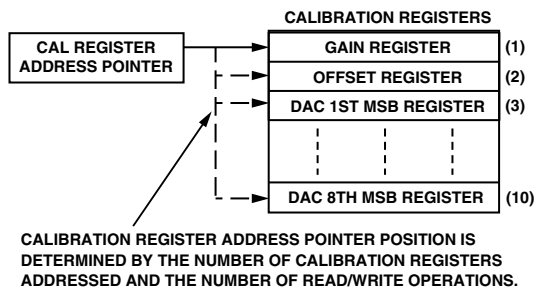 CALIBRATION REGISTERS
CAL REGISTER
ADDRESS POINTER
GAIN REGISTER (1)
OFFSET REGISTER (2)
DAC 1ST MSB REGISTER (3)
DAC 8TH MSB REGISTER (10)
CALIBRATION REGISTER ADDRESS POINTER POSITION IS
DETERMINED BY THE NUMBER OF CALIBRATION REGISTERS
ADDRESSED AND THE NUMBER OF READ/WRITE OPERATIONS.